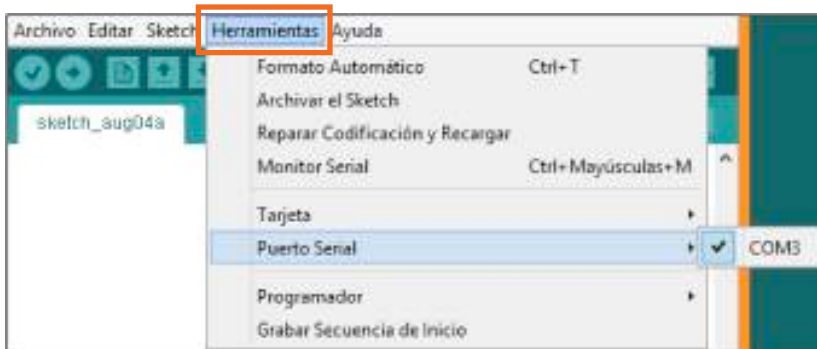 Archivo Editar Sketch Herramientas Ayuda
Formato Automático Ctrl+T
Archivar el Sketch
sketch_aug04a
Reparar Codificación y Recargar
Monitor Serial Ctrl+Mayúsculas+M
Tarjeta
Puerto Serial COM3
Programador
Grabar Secuencia de Inicio